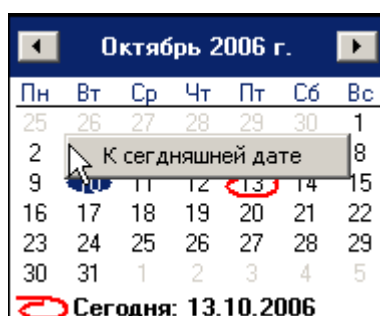 Октябрь 2006 г.
Пн Вт Ср Чт Пт Сб Вс
25 26 27 28 29 30 1
2 К сегдняшней дате 8
9 10 11 12 13 14 15
16 17 18 19 20 21 22
23 24 25 26 27 28 29
30 31 1 2 3 4 5
Сегодня: 13.10.2006